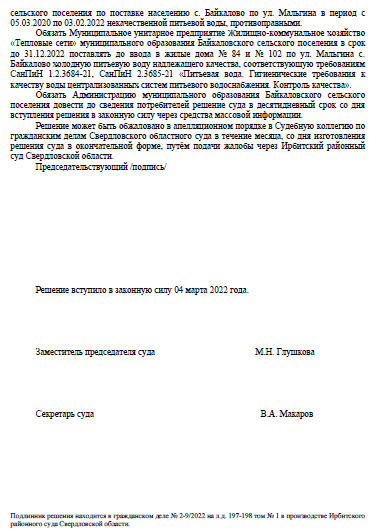 сельского поселения по поставке населению с. Байкалово по ул. Мальгина в период с
05.03.2020 по 03.02.2022 некачественной питьевой воды, противоправными.
Обязать Муниципальное унитарное предприятие Жилищно-коммунальное хозяйство
«Тепловые сети» муниципального образования Байкаловского сельского поселения в срок
до 31.12.2022 поставлять до ввода в жилые дома № 84 и № 102 по ул. Мальгина с.
Байкалово холодную питьевую воду надлежащего качества, соответствующую требованиям
СанПиН 1.2.3684-21, СанПиН 2.3685-21 «Питьевая вода. Гигиенические требования к
качеству воды централизованных систем питьевого водоснабжения. Контроль качества».
Обязать Администрацию муниципального образования Байкаловского сельского
поселения довести до сведения потребителей решение суда в десятидневный срок со дня
вступления решения в законную силу через средства массовой информации.
Решение может быть обжаловано в апелляционном порядке в Судебную коллегию по
гражданским делам Свердловского областного суда в течение месяца, со дня изготовления
решения суда в окончательной форме, путём подачи жалобы через Ирбитский районный
суд Свердловской области.
Председательствующий /подпись/
Решение вступило в законную силу 04 марта 2022 года.
Заместитель председателя суда М.Н. Глушкова
Секретарь суда В.А. Макаров
Подлинник решения находится в гражданском деле № 2-9/2022 на л.д. 197-198 том № 1 в производстве Ирбитского
районного суда Свердловской области.